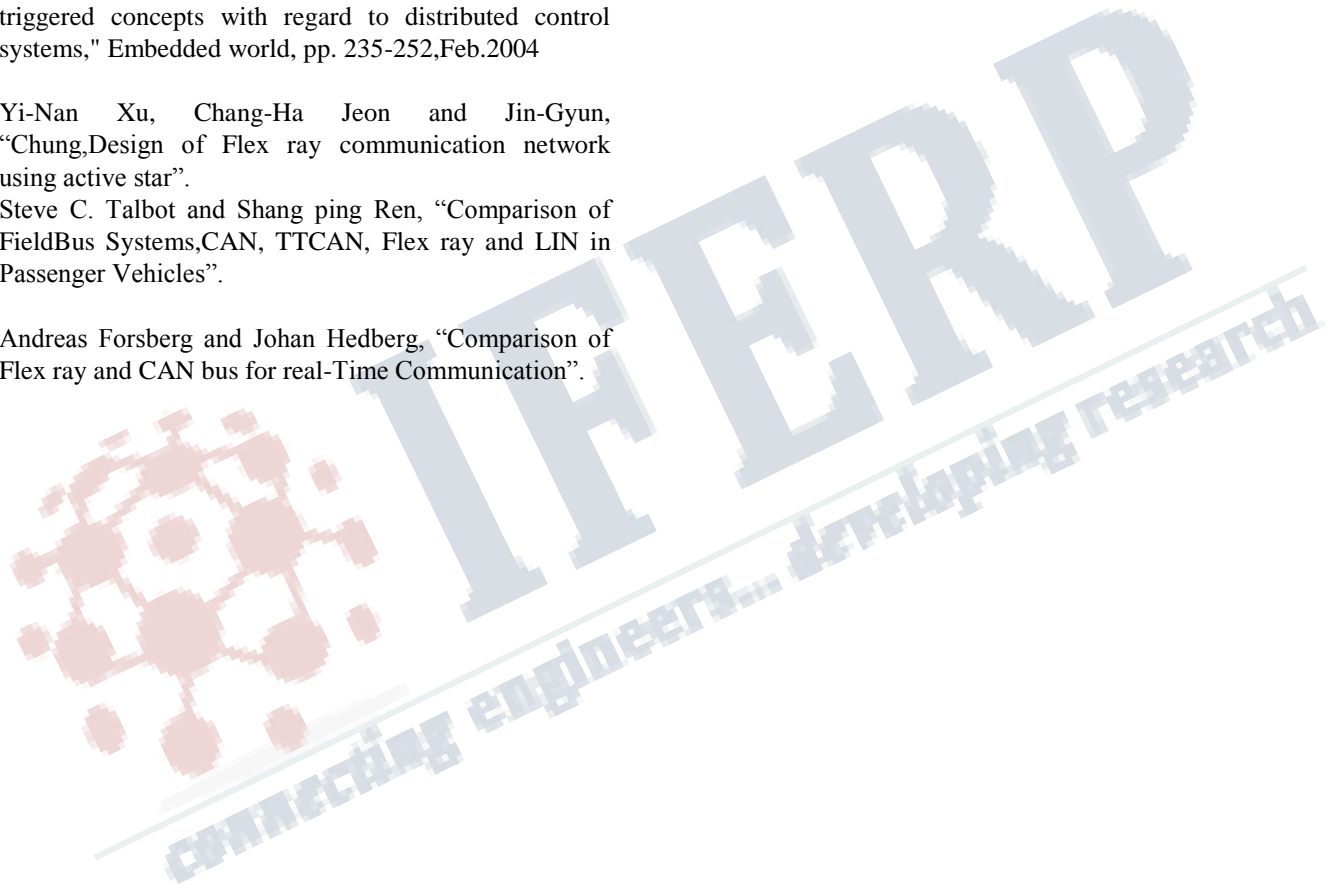 triggered concepts with regard to distributed control
systems," Embedded world, pp. 235-252,Feb.2004
Yi-Nan Xu, Chang-Ha Jeon and Jin-Gyun,
“Chung,Design of Flex ray communication network
using active star”.
Steve C. Talbot and Shang ping Ren, “Comparison of
FieldBus Systems,CAN, TTCAN, Flex ray and LIN in
Passenger Vehicles”.
Andreas Forsberg and Johan Hedberg, “Comparison of
Flex ray and CAN bus for real-Time Communication”.
IFERP
connecting engineers... developing research